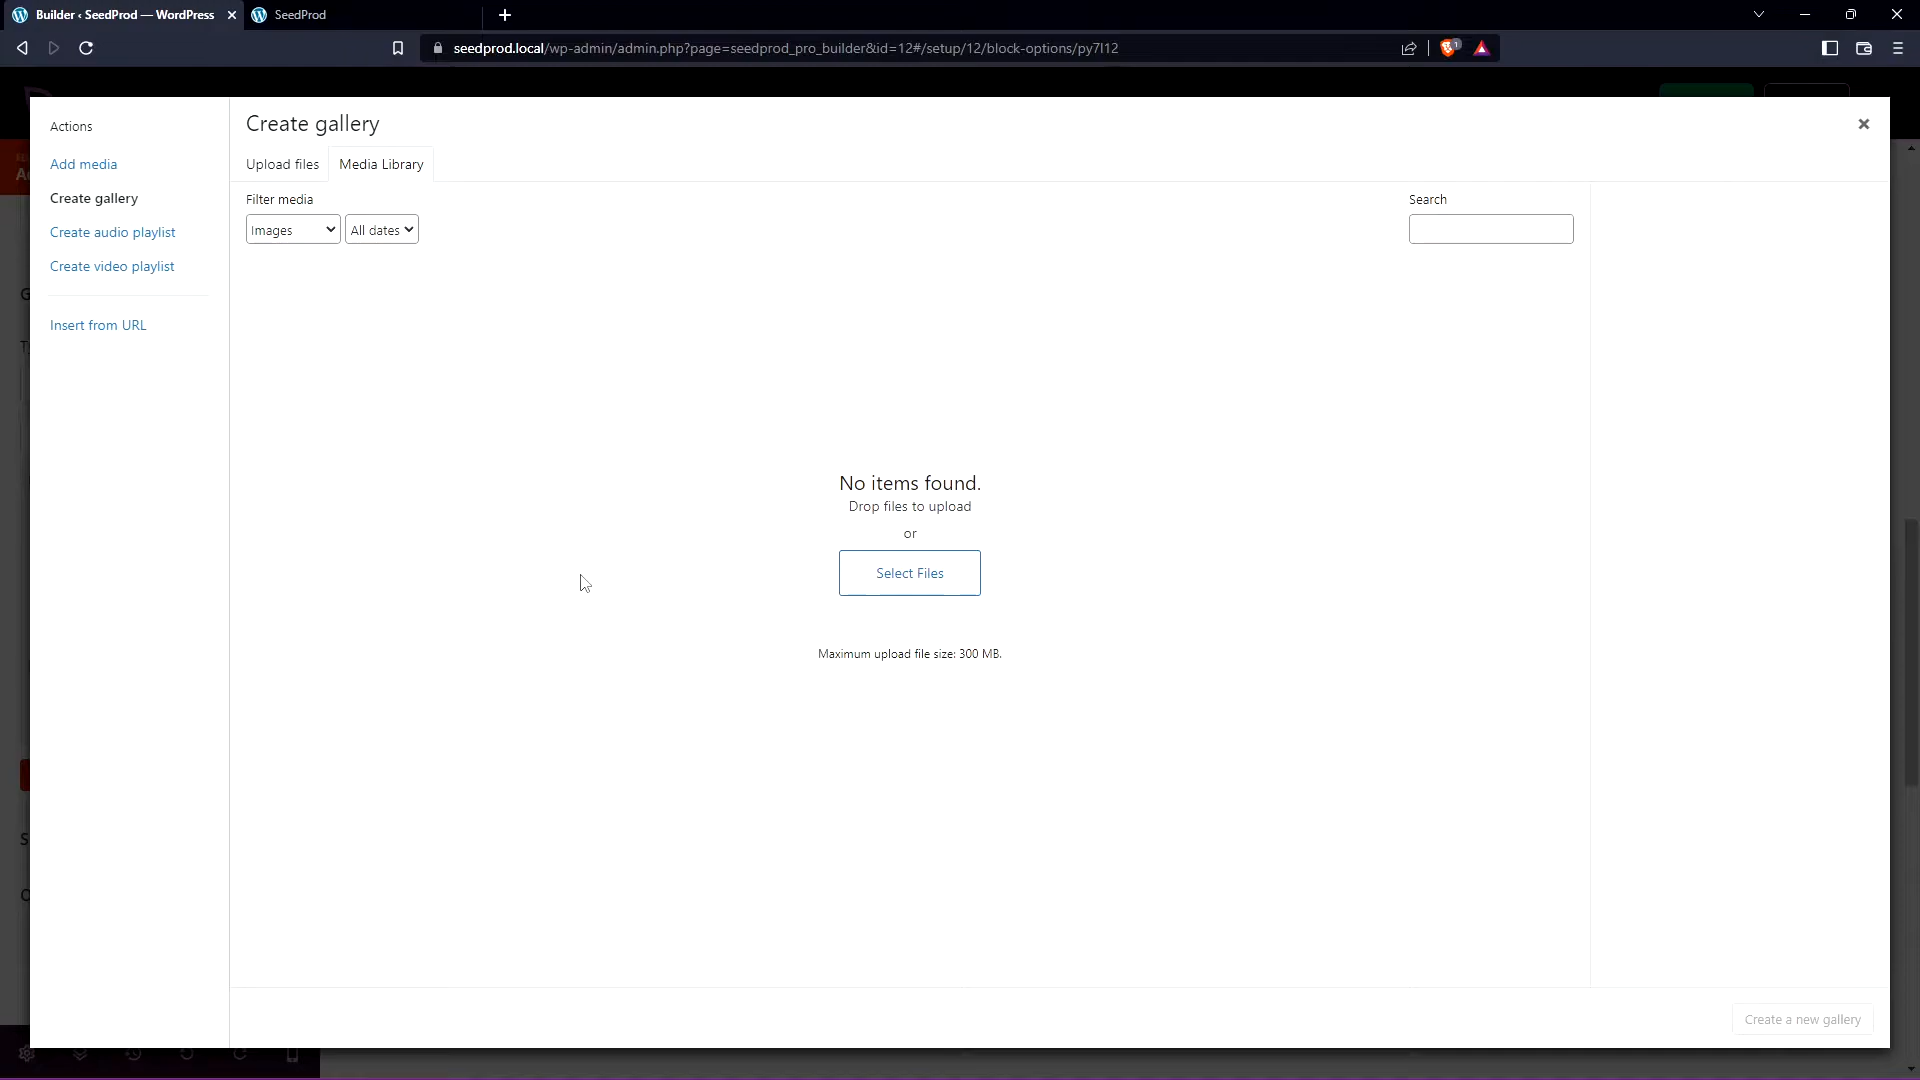 Builder ‹ SeedProd — WordPress
SeedProd
seedprod.local/wp-admin/admin.php?page=seedprod_pro_builder&id=12#/setup/12/block-options/py7l12
1
Actions
Add media
Create gallery
Create audio playlist
Create video playlist
Insert from URL
Create gallery
Upload files
Media Library
Filter media
Images
All dates
Search
No items found.
Drop files to upload
or
Select Files
Maximum upload file size: 300 MB.
Create a new gallery